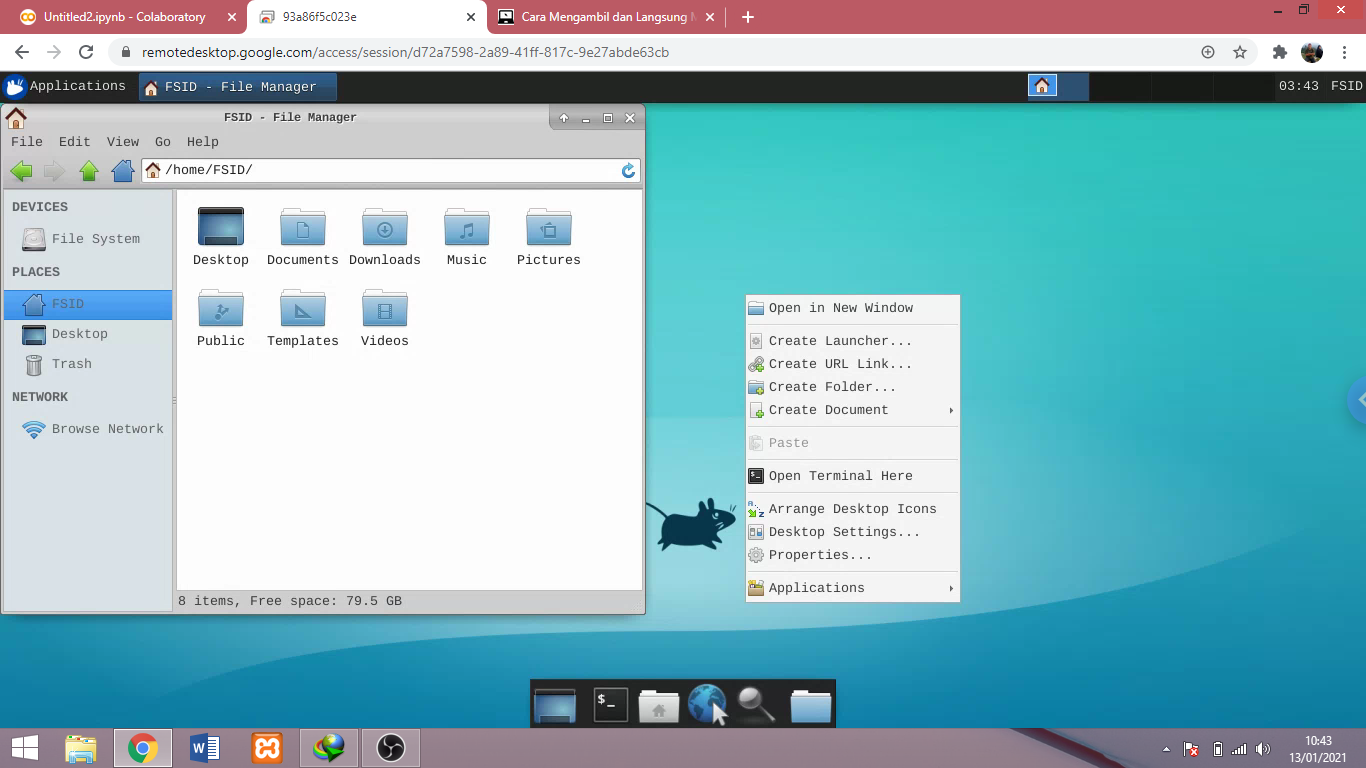 Untitled2.ipynb - Colaboratory
93a86f5c023e
Cara Mengambil dan Langsung
remotedesktop.google.com/access/session/d72a7598-2a89-41ff-817c-9e27abde63cb
Applications
FSID - File Manager
03:43 FSID
FSID - File Manager
File Edit View Go Help
/home/FSID/
DEVICES
File System
PLACES
FSID
Desktop
Trash
NETWORK
Browse Network
Desktop Documents Downloads Music Pictures
Public Templates Videos
8 items, Free space: 79.5 GB
Open in New Window
Create Launcher...
Create URL Link...
Create Folder...
Create Document
Paste
Open Terminal Here
Arrange Desktop Icons
Desktop Settings...
Properties...
Applications
$_
10:43
13/01/2021